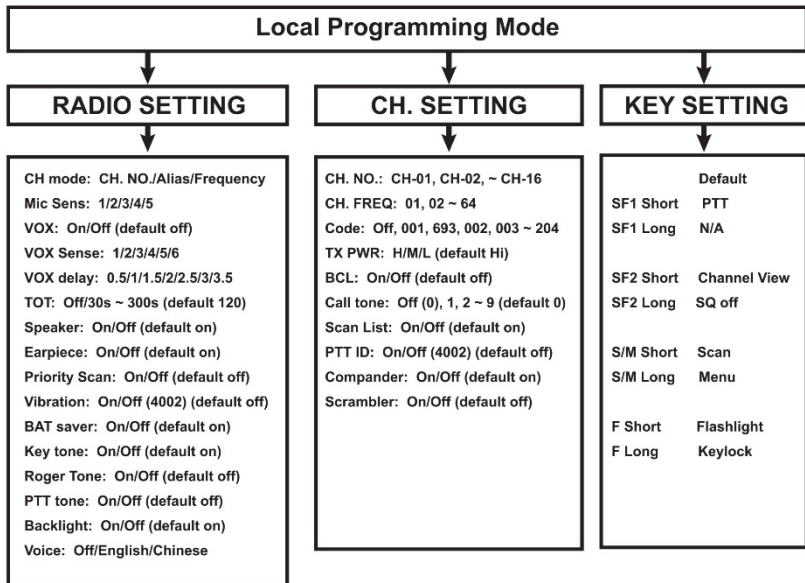 Local Programming Mode
RADIO SETTING
CH mode: CH. NO./Alias/Frequency
Mic Sens: 1/2/3/4/5
VOX: On/Off (default off)
VOX Sense: 1/2/3/4/5/6
VOX delay: 0.5/1/1.5/2/2.5/3/3.5
TOT: Off/30s ~ 300s (default 120)
Speaker: On/Off (default on)
Earpiece: On/Off (default on)
Priority Scan: On/Off (default off)
Vibration: On/Off (4002) (default off)
BAT saver: On/Off (default on)
Key tone: On/Off (default on)
Roger Tone: On/Off (default off)
PTT tone: On/Off (default off)
Backlight: On/Off (default on)
Voice: Off/English/Chinese
CH. SETTING
CH. NO.: CH-01, CH-02, ~ CH-16
CH. FREQ: 01, 02 ~ 64
Code: Off, 001, 693, 002, 003 ~ 204
TX PWR: H/M/L (default Hi)
BCL: On/Off (default off)
Call tone: Off (0), 1, 2 ~ 9 (default 0)
Scan List: On/Off (default on)
PTT ID: On/Off (4002) (default off)
Compander: On/Off (default on)
Scrambler: On/Off (default off)
KEY SETTING
Default
SF1 Short PTT
SF1 Long N/A
SF2 Short Channel View
SF2 Long SQ off
S/M Short Scan
S/M Long Menu
F Short Flashlight
F Long Keylock